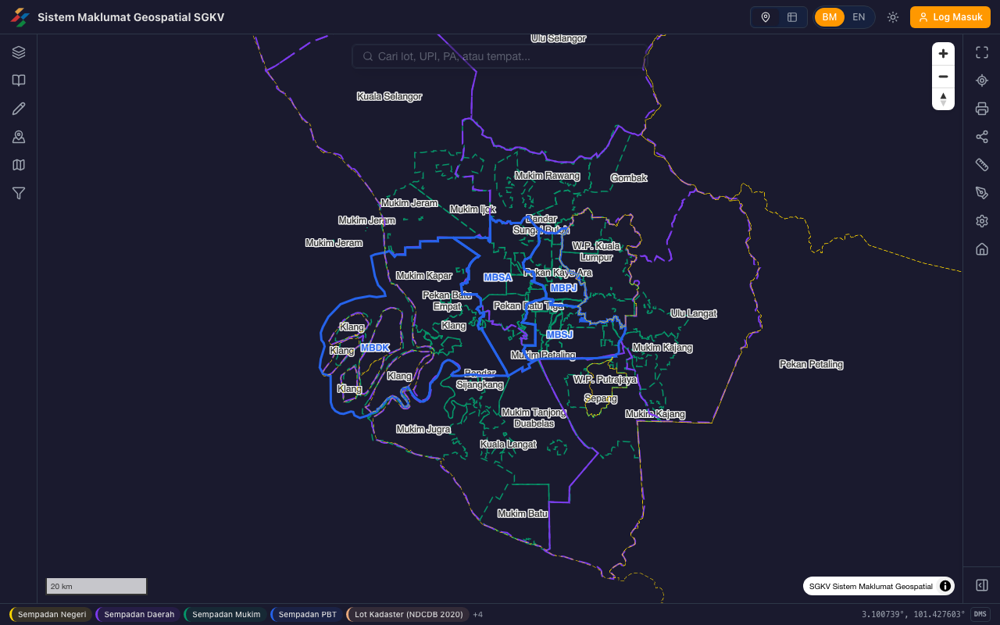 Sistem Maklumat Geospatial SGKV
BM
EN
Log Masuk
Ulu Selangor
Cari lot, UPI, PA, atau tempat...
Kuala Selangor
Mukim Rawang
Gombak
Mukim Jeram
Mukim Ijok
Mukim Jeram
Bandar
Sungai Buloh
Mukim Jeram
W.P. Kuala
Lumpur
Mukim Kapar
MBSA
Pekan Kayu Ara
MBPJ
Pekan Batu
Empat
Pekan Batu Tiga
Ulu Langat
Klang
Klang
MBSJ
Klang
MBDK
Mukim Kajang
Mukim Petaling
Pekan Petaling
Klang
Bandar
Sijangkang
W.P. Putrajaya
Klang
Sepang
Mukim Tanjong
Duabelas
Mukim Kajang
Mukim Jugra
Kuala Langat
Mukim Batu
20 km
SGKV Sistem Maklumat Geospatial
Sempadan Negeri
Sempadan Daerah
Sempadan Mukim
Sempadan PBT
Lot Kadaster (NDCDB 2020)
+4
3.100739°, 101.427603°
DMS